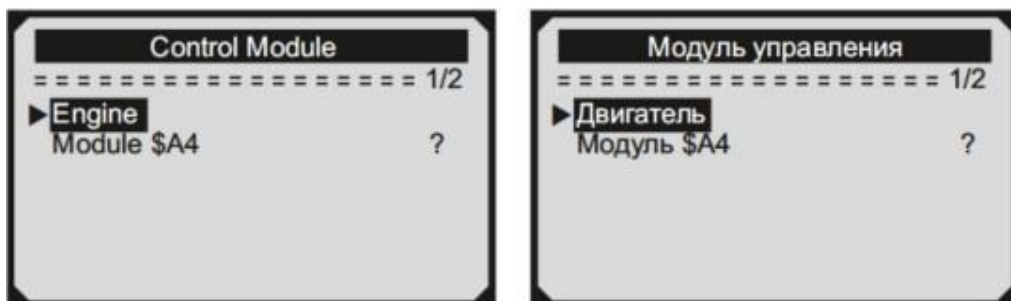 Control Module
= = = = = = = = = = = = = = = = = = 1/2
▶Engine
Module $A4 ?
Модуль управления
= = = = = = = = = = = = = = = = = = 1/2
▶Двигатель
Модуль $A4 ?